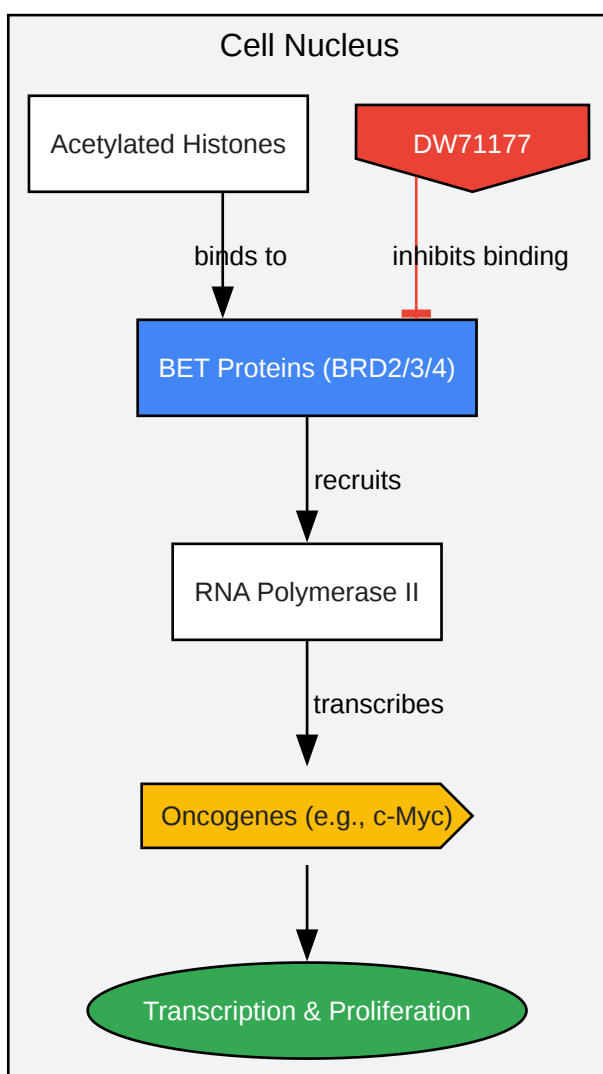 Cell Nucleus
Acetylated Histones
DW71177
binds to
inhibits binding
BET Proteins (BRD2/3/4)
recruits
RNA Polymerase II
transcribes
Oncogenes (e.g., c-Myc)
Transcription & Proliferation